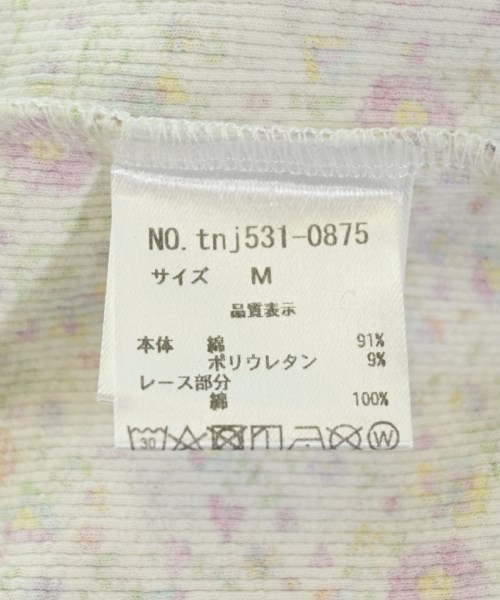 NO.tnj531-0875
サイズ M
品質表示
本体 綿 91%
ポリウレタン 9%
レース部分
綿 100%
30 W